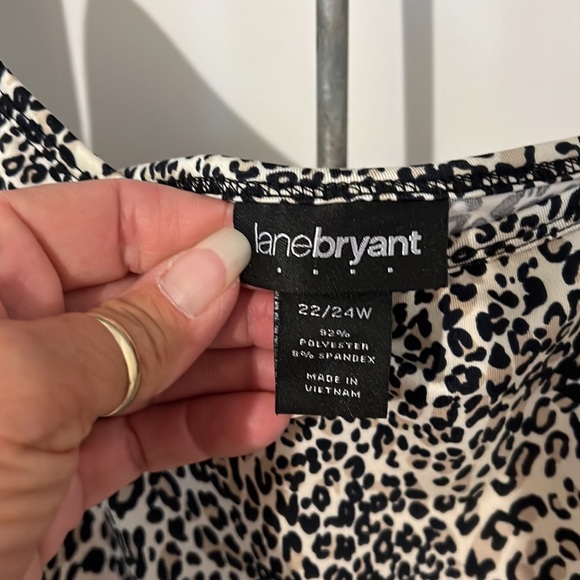 lanebryant
22/24W
92%
POLYESTER
8% SPANDEX
MADE IN
VIETNAM